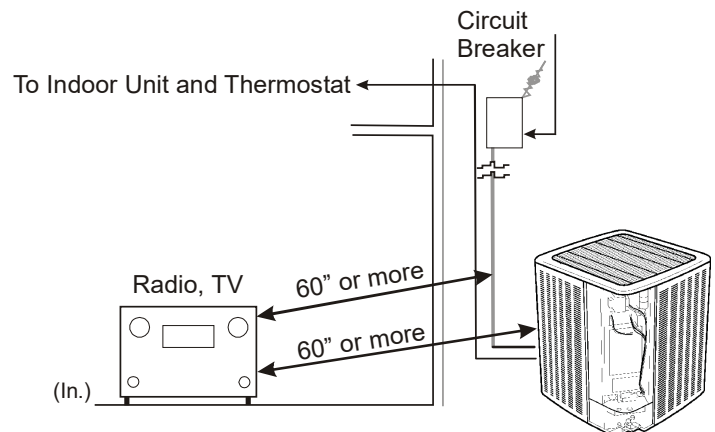 Circuit
Breaker
To Indoor Unit and Thermostat
Radio, TV
60” or more
60” or more
(In.)